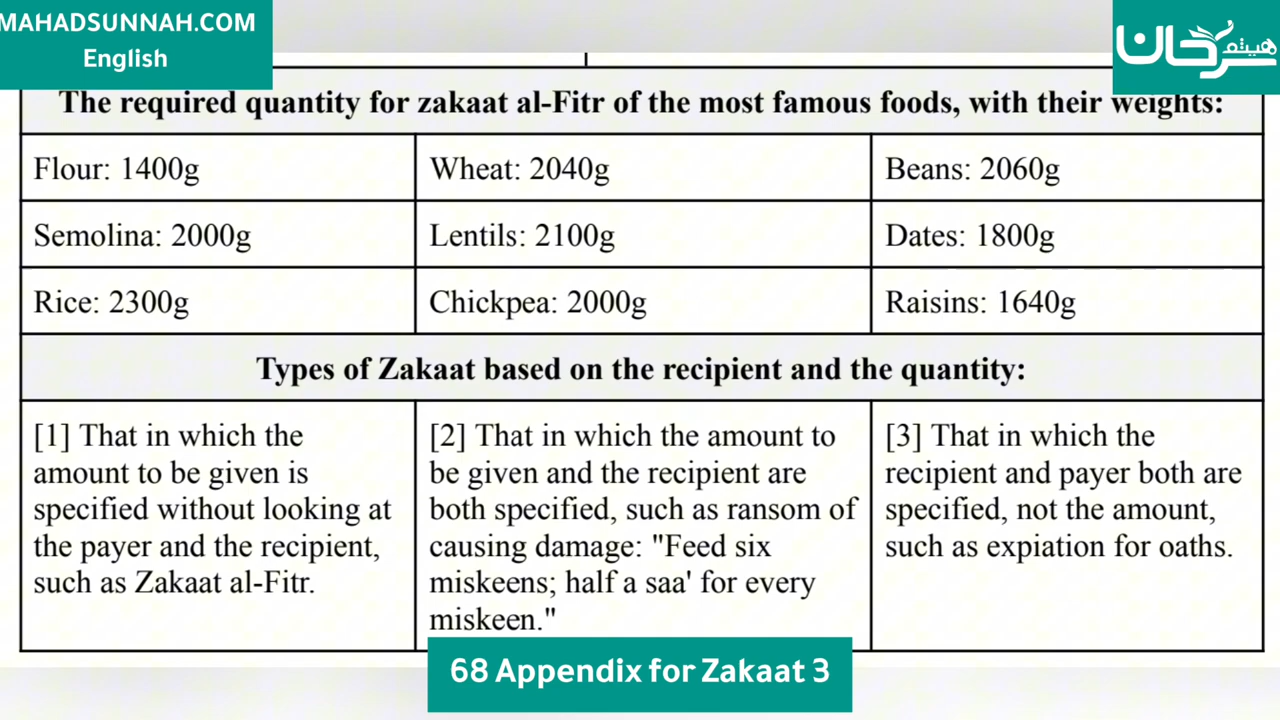 MAHADSUNNAH.COM
English
هيثم
سرحان
The required quantity for zakaat al-Fitr of the most famous foods, with their weights:
Flour: 1400g
Wheat: 2040g
Beans: 2060g
Semolina: 2000g
Lentils: 2100g
Dates: 1800g
Rice: 2300g
Chickpea: 2000g
Raisins: 1640g
Types of Zakaat based on the recipient and the quantity:
[1] That in which the
amount to be given is
specified without looking at
the payer and the recipient,
such as Zakaat al-Fitr.
[2] That in which the amount to
be given and the recipient are
both specified, such as ransom of
causing damage: "Feed six
miskeens; half a saa' for every
miskeen."
[3] That in which the
recipient and payer both are
specified, not the amount,
such as expiation for oaths.
68 Appendix for Zakaat 3